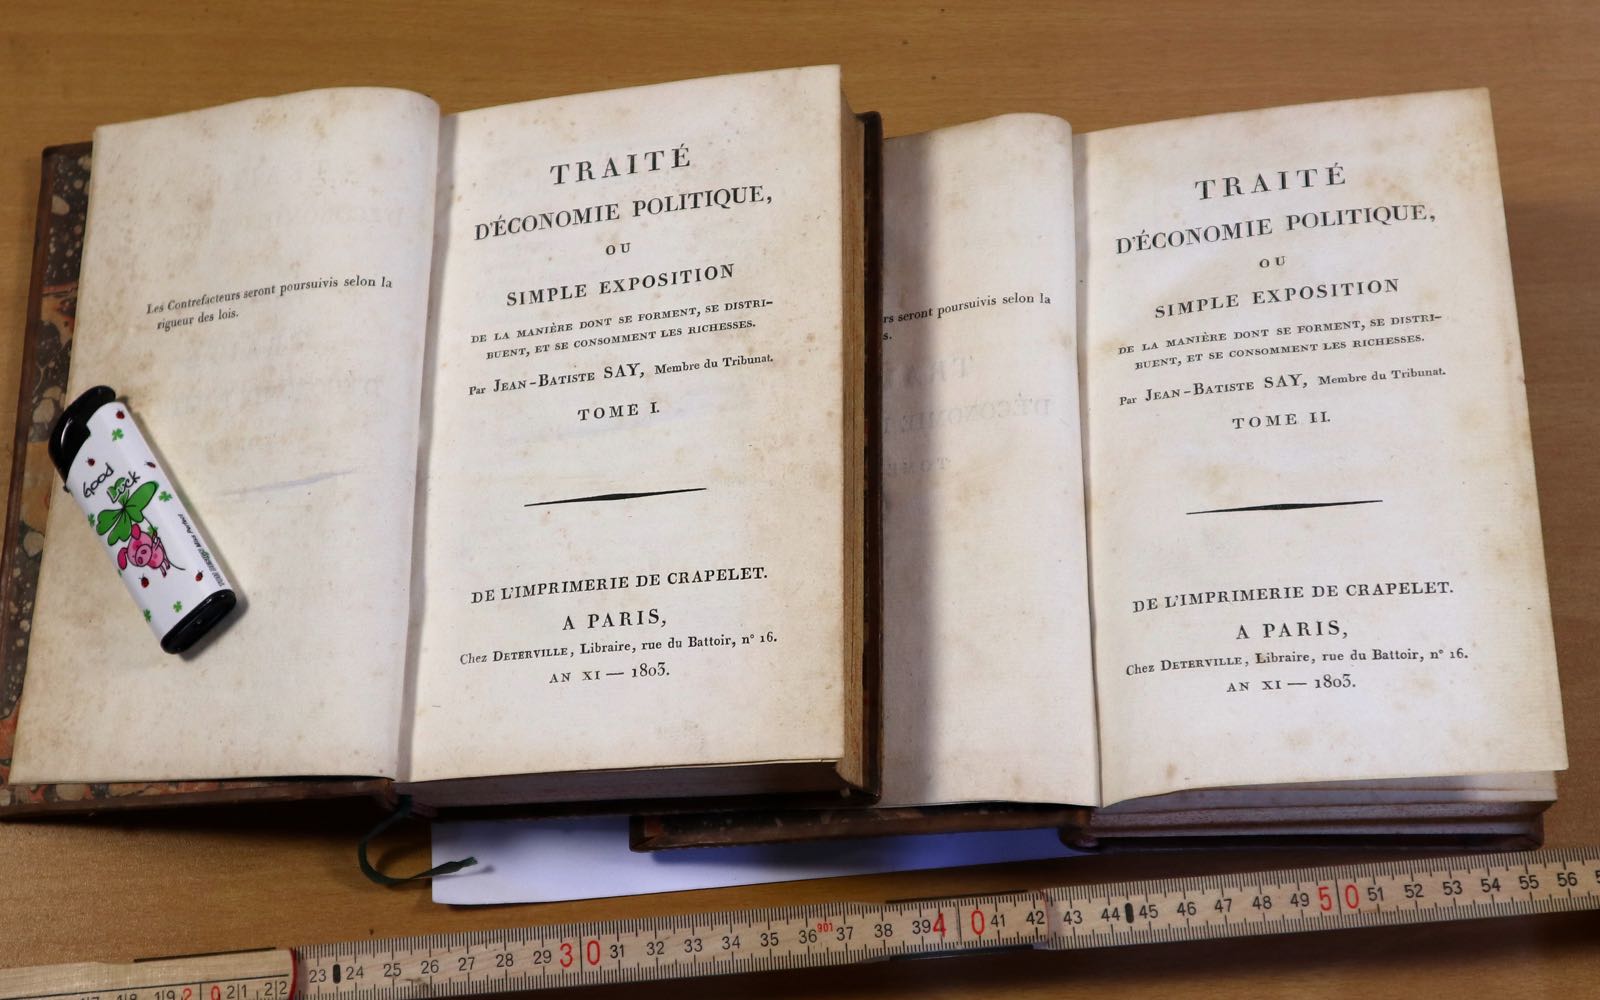 Les Contrefacteurs seront poursuivis selon la
rigueur des lois.
TRAITÉ
D'ÉCONOMIE POLITIQUE,
OU
SIMPLE EXPOSITION
DE LA MANIÈRE DONT SE FORMENT, SE DISTRI-
BUENT, ET SE CONSOMMENT LES RICHESSES.
Par JEAN-BATISTE SAY, Membre du Tribunat.
TOME I.
DE L'IMPRIMERIE DE CRAPELET.
A PARIS,
Chez DETERVILLE, Libraire, rue du Battoir, n° 16.
AN XI — 1803.
Good
Luck
rs seront poursuivis selon la
s.
TRAITÉ
D'ÉCONOMIE POLITIQUE,
OU
SIMPLE EXPOSITION
DE LA MANIÈRE DONT SE FORMENT, SE DISTRI-
BUENT, ET SE CONSOMMENT LES RICHESSES.
Par JEAN-BATISTE SAY, Membre du Tribunat.
TOME II.
DE L'IMPRIMERIE DE CRAPELET.
A PARIS,
Chez DETERVILLE, Libraire, rue du Battoir, n° 16.
AN XI — 1803.
18 19 20 21 22 23 24 25 26 27 28 29 30 31 32 33 34 35 36 901 37 38 39 40 41 42 43 44 45 46 47 48 49 50 51 52 53 54 55 56